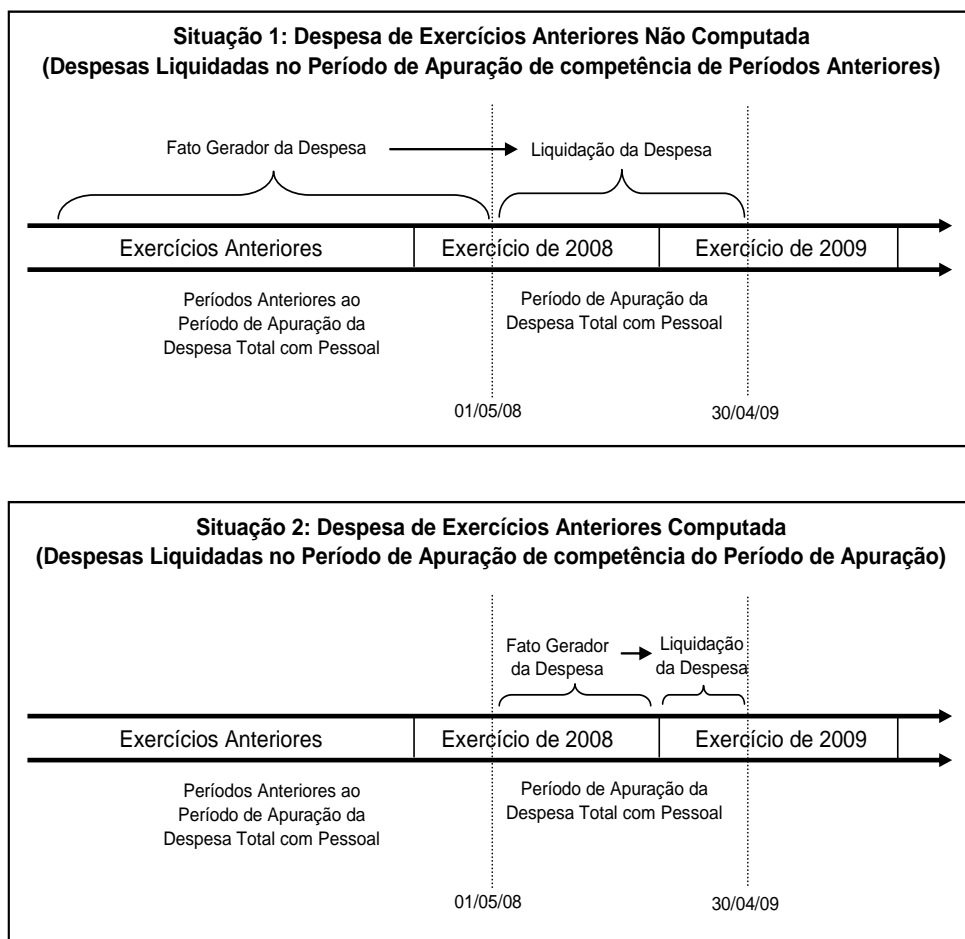 Situação 1: Despesa de Exercícios Anteriores Não Computada
(Despesas Liquidadas no Período de Apuração de competência de Períodos Anteriores)
Fato Gerador da Despesa
Liquidação da Despesa
Exercícios Anteriores
Exercício de 2008
Exercício de 2009
Períodos Anteriores ao
Período de Apuração da
Despesa Total com Pessoal
Período de Apuração da
Despesa Total com Pessoal
01/05/08
30/04/09
Situação 2: Despesa de Exercícios Anteriores Computada
(Despesas Liquidadas no Período de Apuração de competência do Período de Apuração)
Fato Gerador
da Despesa
Liquidação
da Despesa
Exercícios Anteriores
Exercício de 2008
Exercício de 2009
Períodos Anteriores ao
Período de Apuração da
Despesa Total com Pessoal
Período de Apuração da
Despesa Total com Pessoal
01/05/08
30/04/09